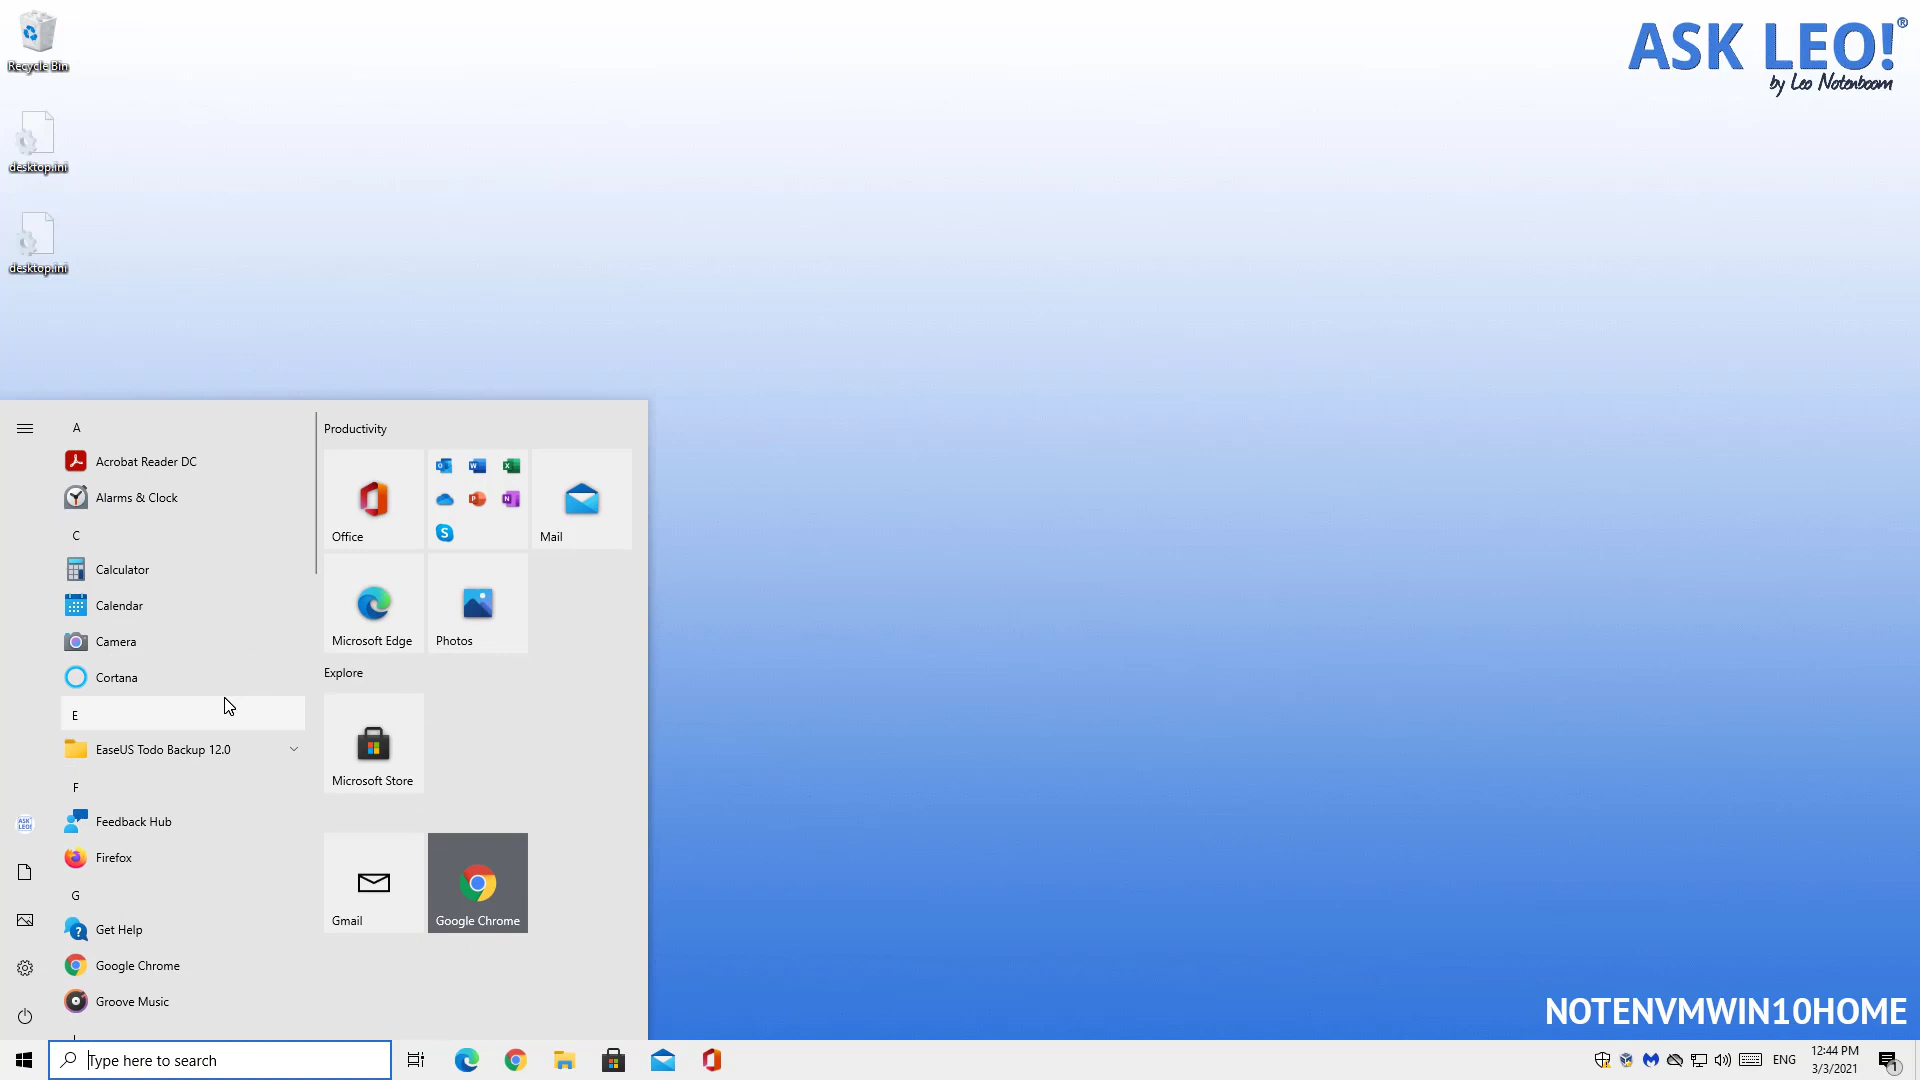 Recycle Bin
desktop.ini
desktop.ini
ASK LEO!®
by Leo Notenboom
A
Acrobat Reader DC
Alarms & Clock
C
Calculator
Calendar
Camera
Cortana
E
EaseUS Todo Backup 12.0
F
Feedback Hub
Firefox
G
Get Help
Google Chrome
Groove Music
ASK
LEO!
Productivity
Office
Mail
Microsoft Edge
Photos
Explore
Microsoft Store
Gmail
Google Chrome
NOTENVMWIN10HOME
Type here to search
ENG
12:44 PM
3/3/2021
1